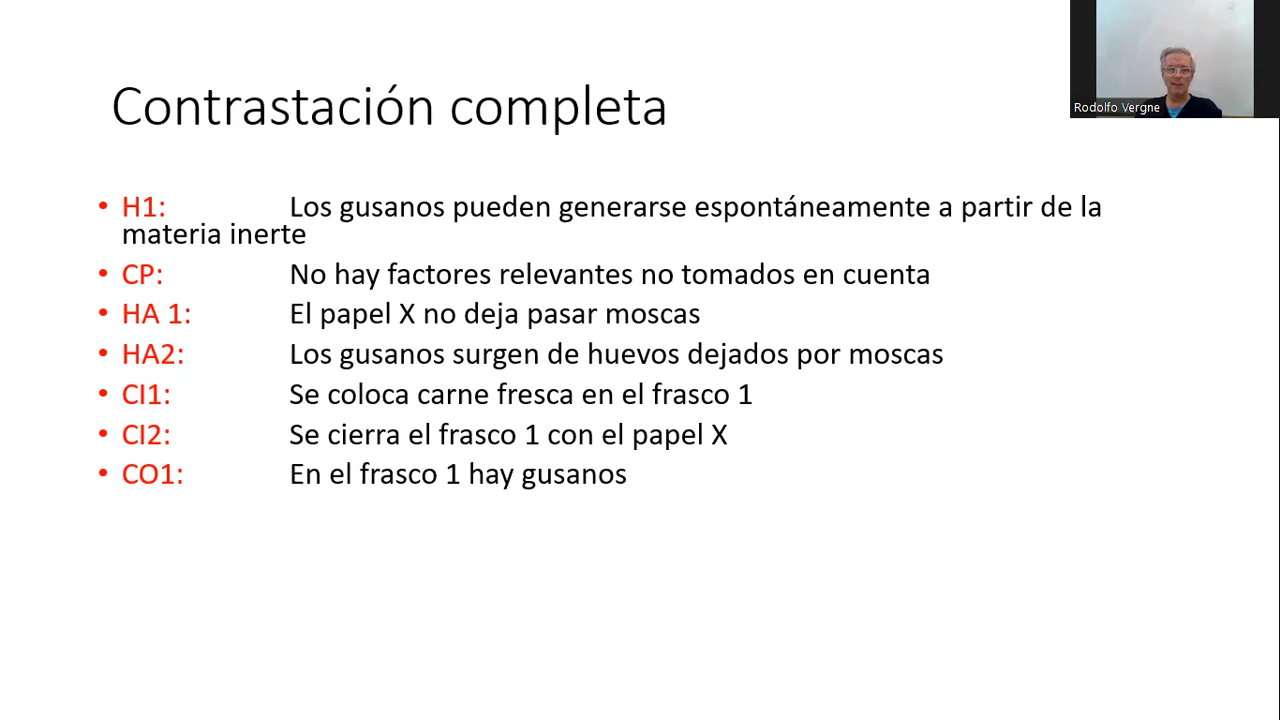 Contrastación completa
Rodolfo Vergne
• H1: Los gusanos pueden generarse espontáneamente a partir de la
materia inerte
• CP: No hay factores relevantes no tomados en cuenta
• HA 1: El papel X no deja pasar moscas
• HA2: Los gusanos surgen de huevos dejados por moscas
• CI1: Se coloca carne fresca en el frasco 1
• CI2: Se cierra el frasco 1 con el papel X
• CO1: En el frasco 1 hay gusanos